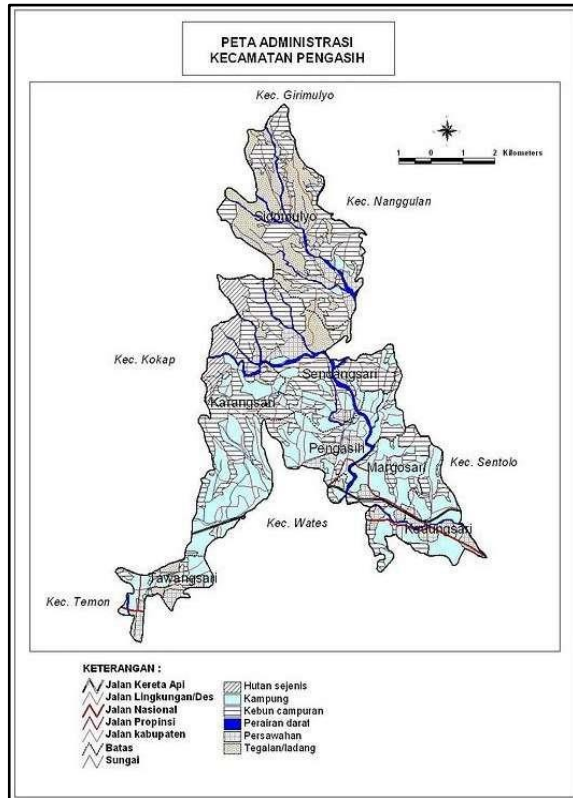 PETA ADMINISTRASI
KECAMATAN PENGASIH
Kec. Girimulyo
1 0 1 2 Kilometers
Kec. Nanggulan
Sidomulyo
Kec. Kokap
Sendangsari
Karangsari
Pengasih
Margosari
Kec. Sentolo
Kec. Wates
Kedungsari
Tawangsari
Kec. Temon
KETERANGAN :
Jalan Kereta Api
Jalan Lingkungan/Des
Jalan Nasional
Jalan Propinsi
Jalan kabupaten
Batas
Sungai
Hutan sejenis
Kampung
Kebun campuran
Perairan darat
Persawahan
Tegalan/ladang